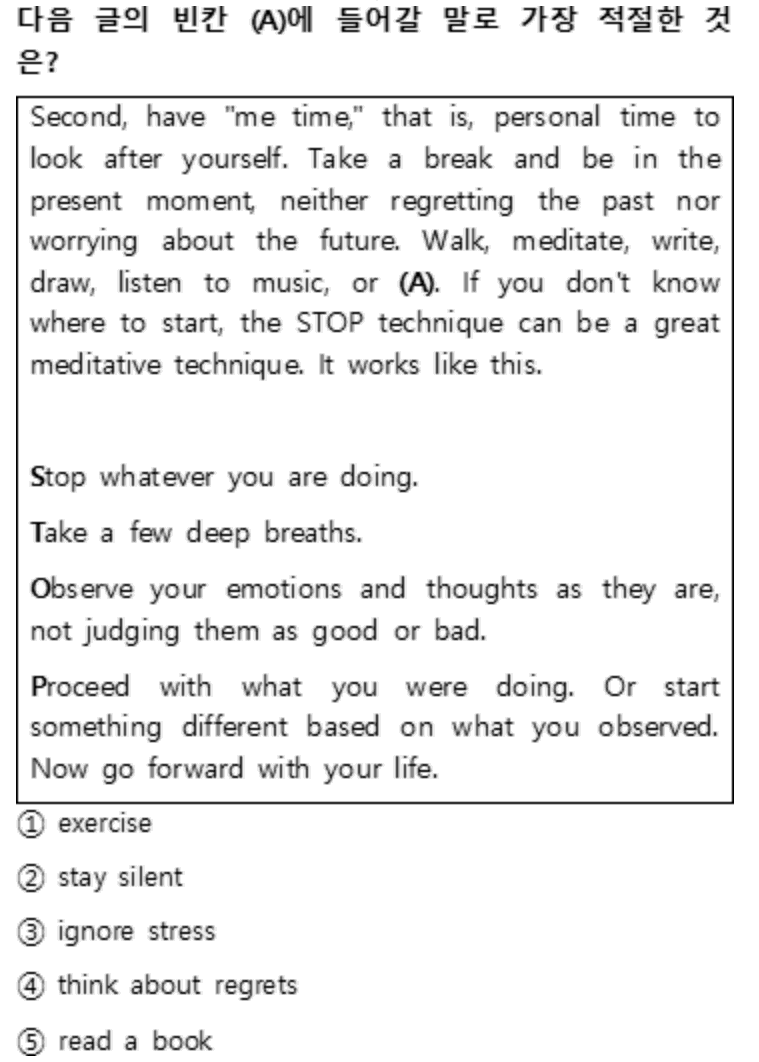 다음 글의 빈칸 (A)에 들어갈 말로 가장 적절한 것
은?
Second, have "me time," that is, personal time to
look after yourself. Take a break and be in the
present moment, neither regretting the past nor
worrying about the future. Walk, meditate, write,
draw, listen to music, or (A). If you don't know
where to start, the STOP technique can be a great
meditative technique. It works like this.
Stop whatever you are doing.
Take a few deep breaths.
Observe your emotions and thoughts as they are,
not judging them as good or bad.
Proceed with what you were doing. Or start
something different based on what you observed.
Now go forward with your life.
① exercise
② stay silent
③ ignore stress
④ think about regrets
⑤ read a book